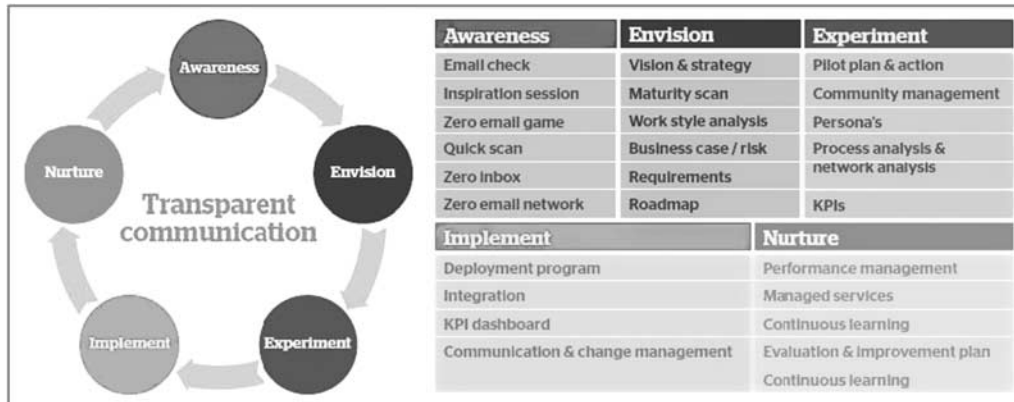 Awareness
Envision
Experiment
Implement
Nurture
Transparent
communication
Awareness
Email check
Inspiration session
Zero email game
Quick scan
Zero inbox
Zero email network
Envision
Vision & strategy
Maturity scan
Work style analysis
Business case / risk
Requirements
Roadmap
Experiment
Pilot plan & action
Community management
Persona's
Process analysis &
network analysis
KPIs
Implement
Deployment program
Integration
KPI dashboard
Communication & change management
Nurture
Performance management
Managed services
Continuous learning
Evaluation & improvement plan
Continuous learning